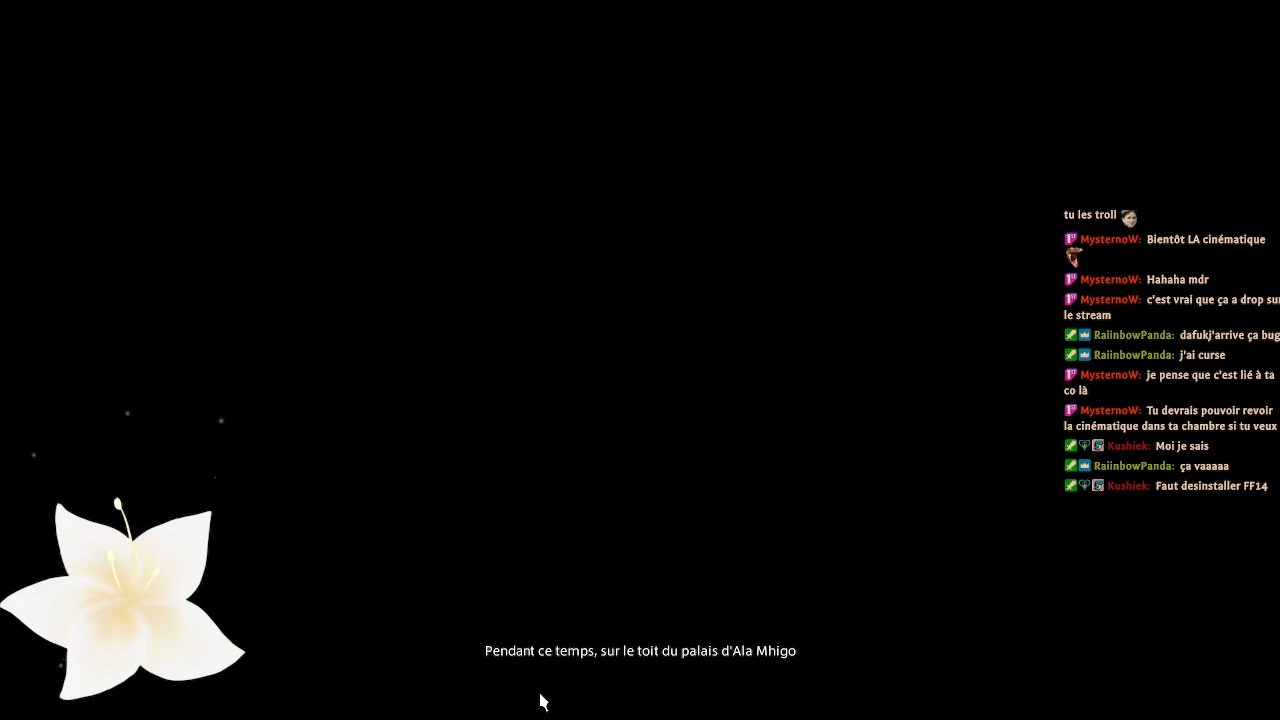 tu les troll
MysternoW: Bientôt LA cinématique
MysternoW: Hahaha mdr
MysternoW: c'est vrai que ça a drop sur
le stream
RaiinbowPanda: dafukj'arrive ça bug
RaiinbowPanda: j'ai curse
MysternoW: je pense que c'est lié à ta
co là
MysternoW: Tu devrais pouvoir revoir
la cinématique dans ta chambre si tu veux
Kushiek: Moi je sais
RaiinbowPanda: ça vaaaaa
Kushiek: Faut desinstaller FF14
Pendant ce temps, sur le toit du palais d'Ala Mhigo